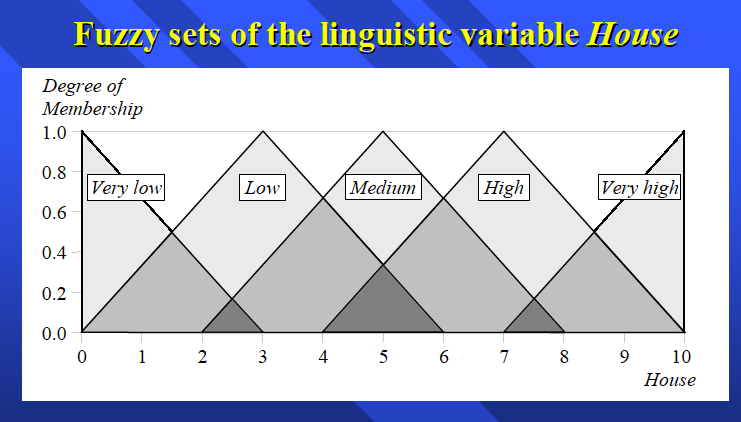 Fuzzy sets of the linguistic variable House
Degree of
Membership
1.0
0.8
Very low
Low
Medium
High
Very high
0.6
0.4
0.2
0.0
0 1 2 3 4 5 6 7 8 9 10
House